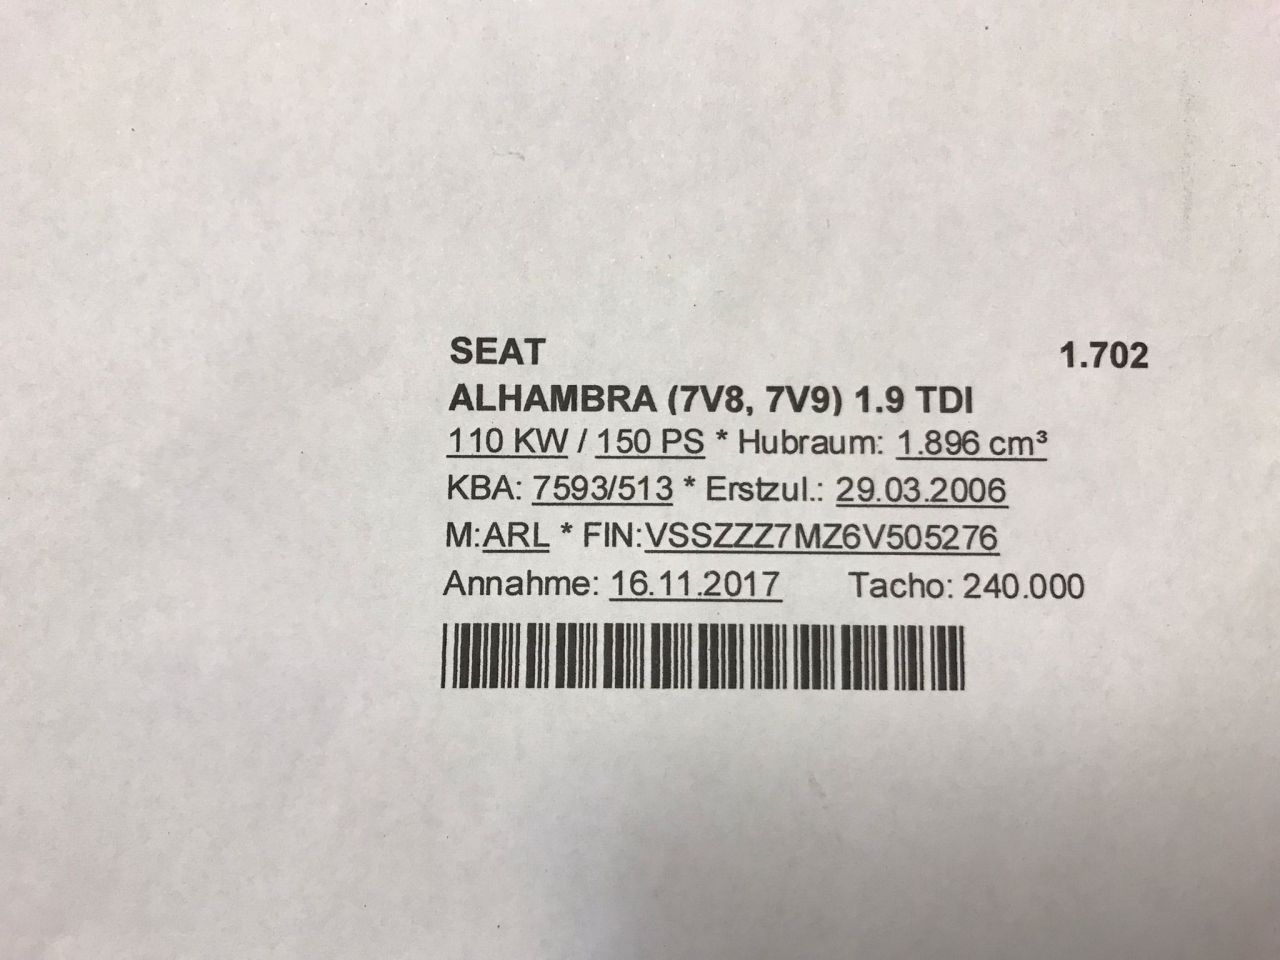 SEAT 1.702
ALHAMBRA (7V8, 7V9) 1.9 TDI
110 KW / 150 PS * Hubraum: 1.896 cm³
KBA: 7593/513 * Erstzul.: 29.03.2006
M:ARL * FIN:VSSZZZ7MZ6V505276
Annahme: 16.11.2017 Tacho: 240.000